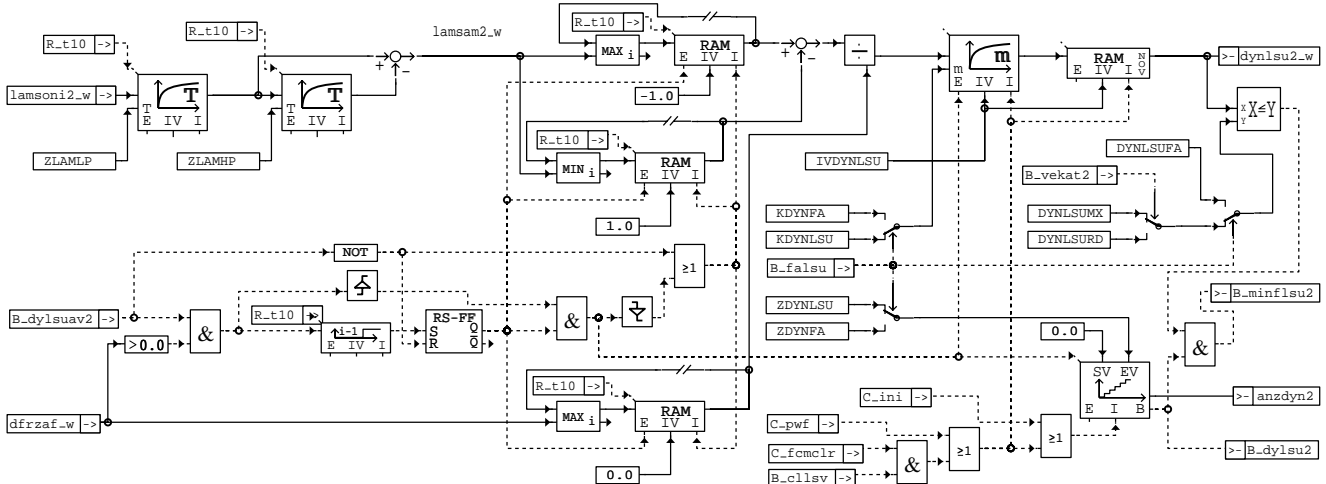 R_t10 ->
R_t10 ->
lamsam2_w
R_t10 ->
MAX i
RAM
E IV I
-1.0
÷
m
m
E IV I
RAM
E IV I
NOV
>- dynlsu2_w
lamsoni2_w ->
T
T
E IV I
T
T
E IV I
+
−
+
−
X
Y
X≤Y
ZLAMLP
ZLAMHP
R_t10 ->
MIN i
RAM
E IV I
1.0
IVDYNLSU
DYNLSUFA
B_vekat2 ->
KDYNFA
KDYNLSU
DYNLSUMX
DYNLSURD
NOT
≥1
B_falsu ->
B_dylsuav2 ->
>0.0
&
R_t10 ->
i-1
E IV I
RS-FF
S Q
R Q
&
ZDYNLSU
ZDYNFA
0.0
>- B_minflsu2
&
SV EV
E I B
dfrzaf_w ->
R_t10 ->
MAX i
RAM
E IV I
0.0
C_ini ->
C_pwf ->
C_fcmclr ->
B_cllsv ->
&
≥1
≥1
>- anzdyn2
>- B_dylsu2